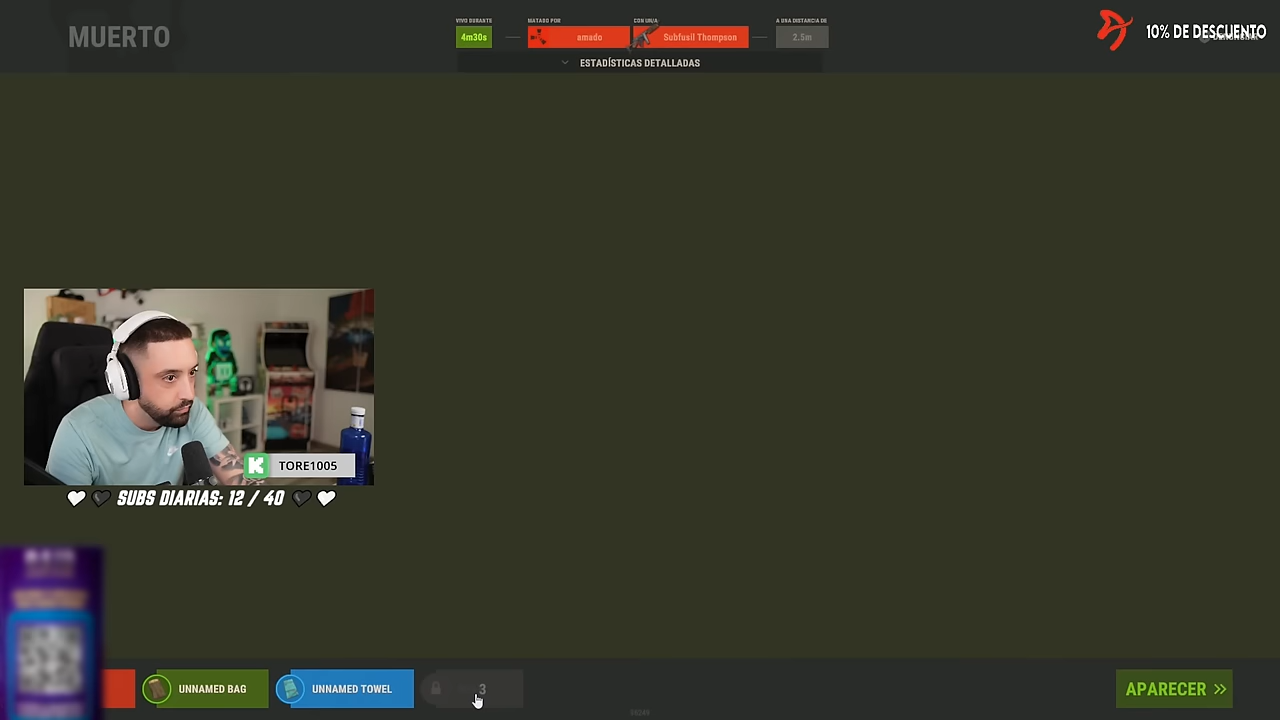 MUERTO
VIVO DURANTE
4m30s
MATADO POR
amado
CON UN/A
Subfusil Thompson
A UNA DISTANCIA DE
2.5m
ESTADÍSTICAS DETALLADAS
10% DE DESCUENTO
TORE1005
SUBS DIARIAS: 12 / 40
UNNAMED BAG
UNNAMED TOWEL
3
APARECER